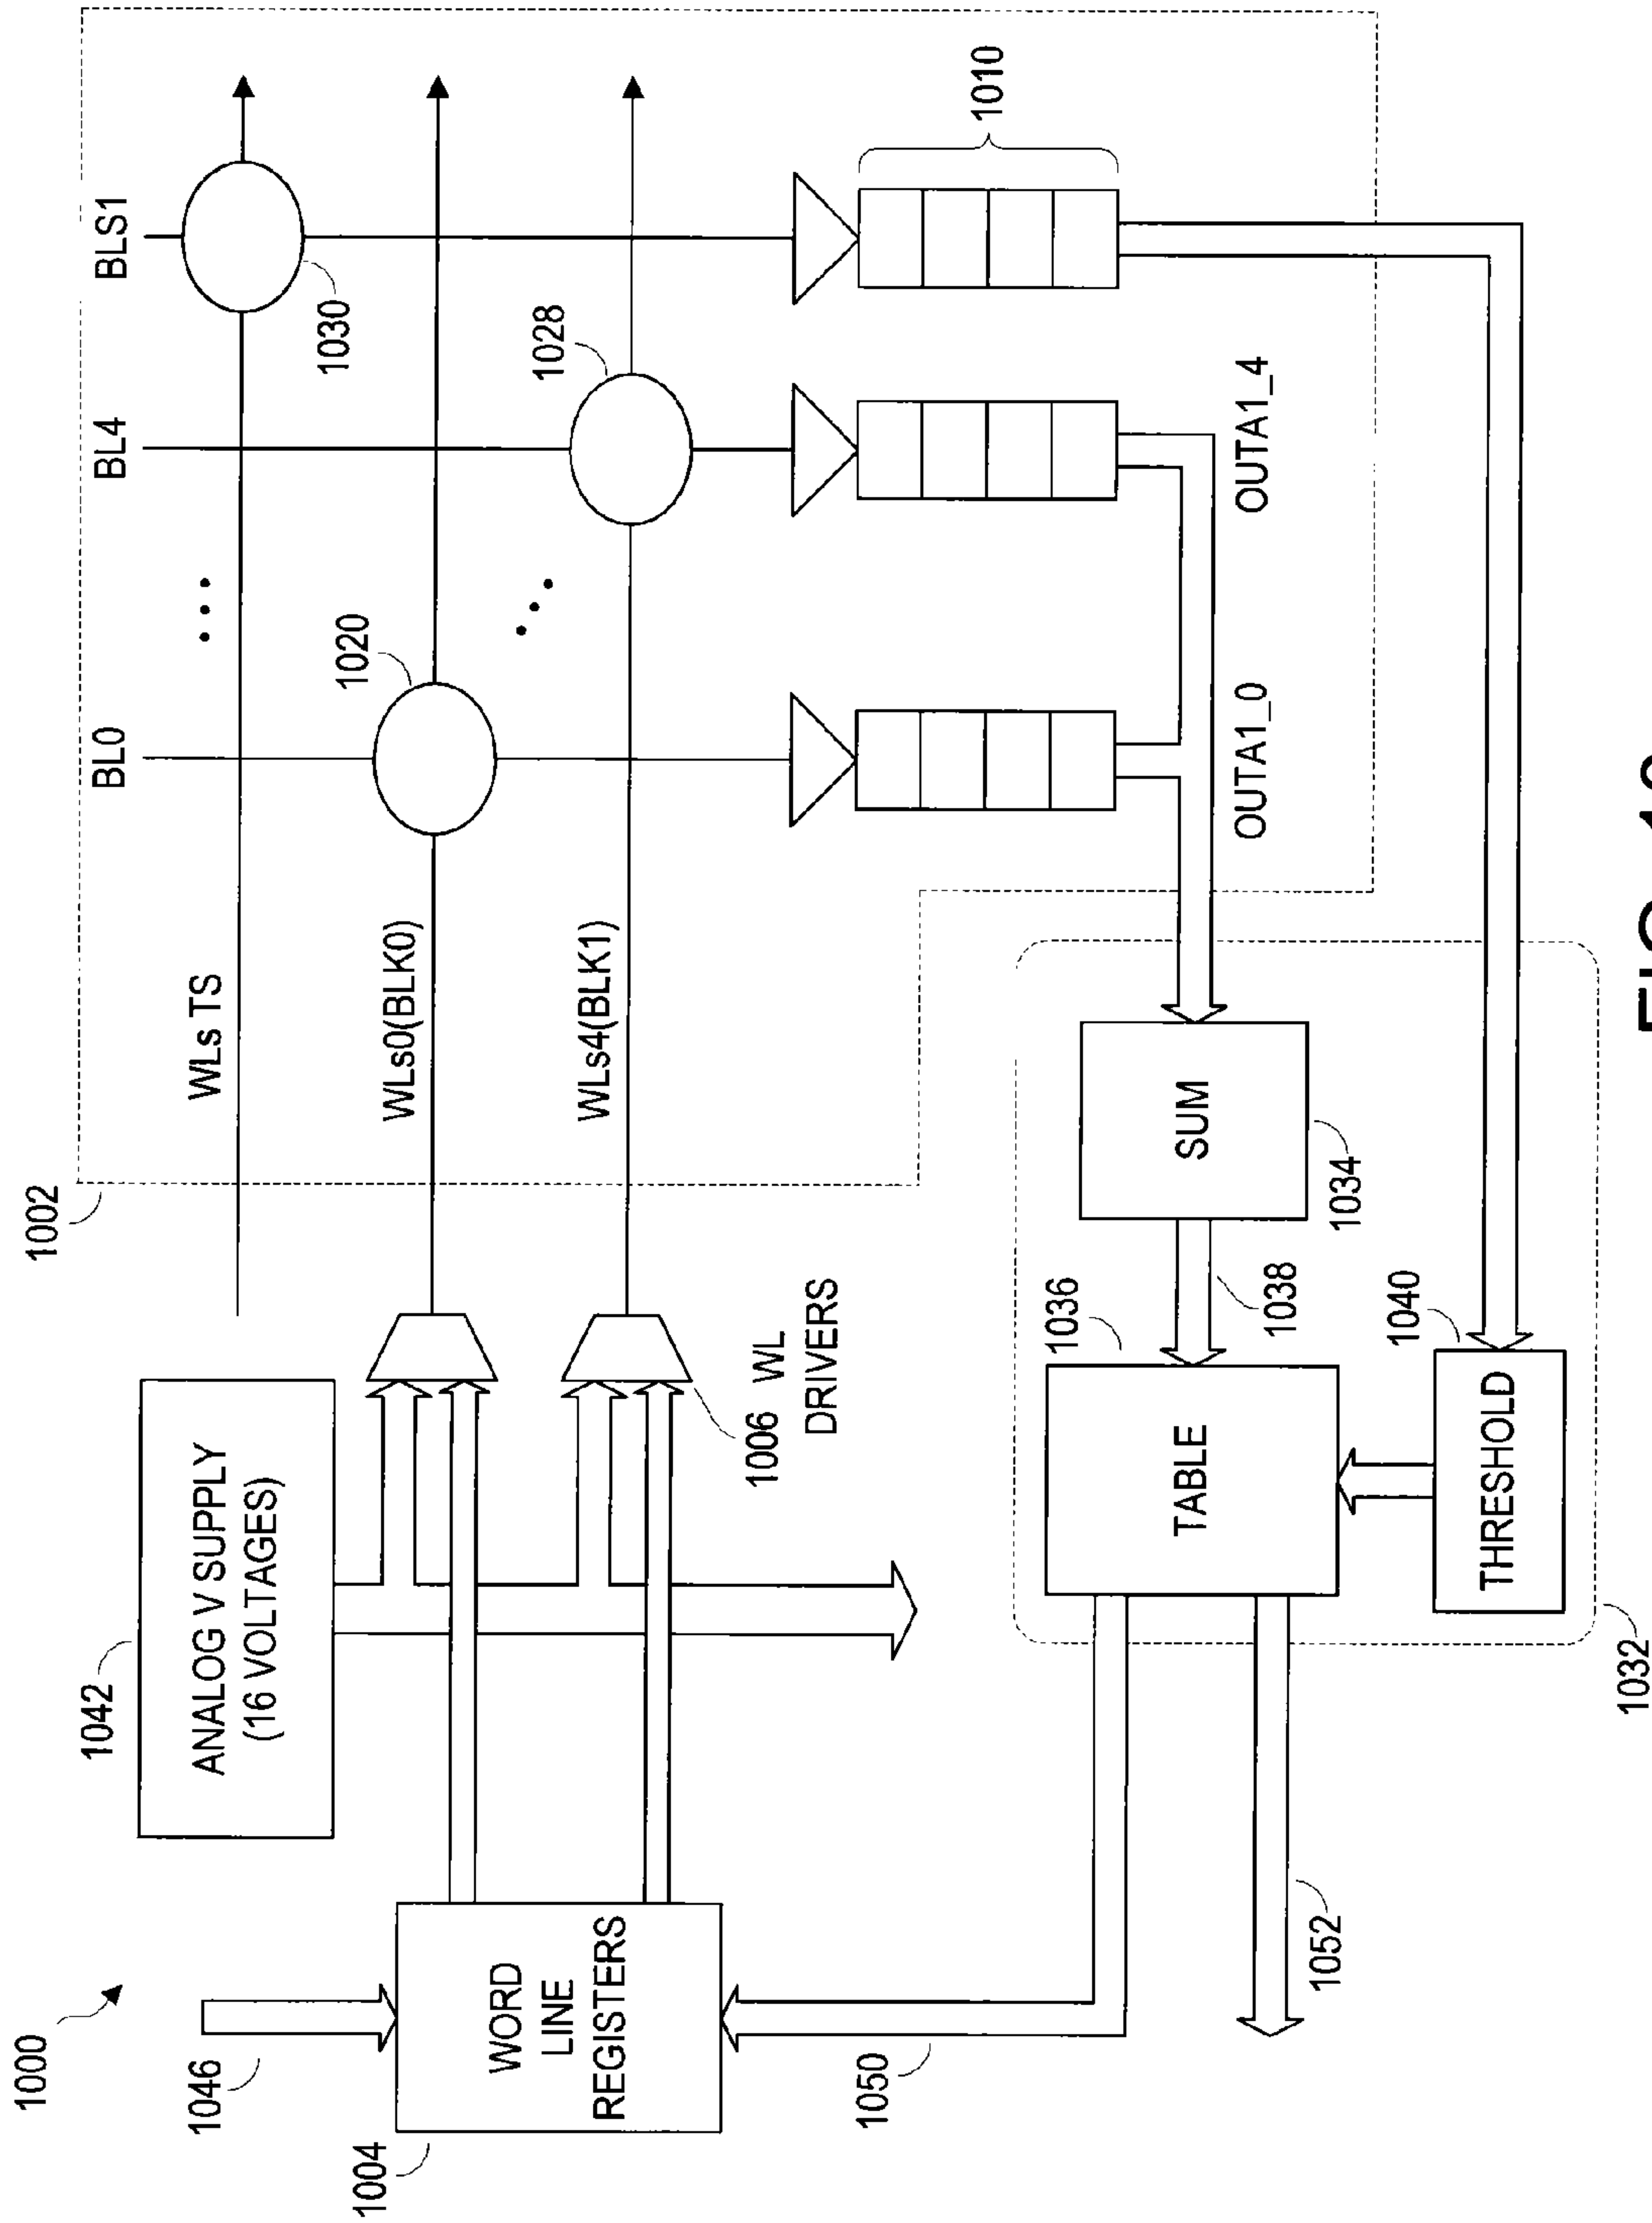 1000
1046
1004
WORD
LINE
REGISTERS
1042
ANALOG V SUPPLY
(16 VOLTAGES)
1006 WL
DRIVERS
1002
WLs TS
WLs0(BLK0)
WLs4(BLK1)
BL0
BL4
BLS1
1020
1028
1030
1010
OUTA1_0
OUTA1_4
SUM
1034
1038
1036
TABLE
1040
THRESHOLD
1032
1050
1052